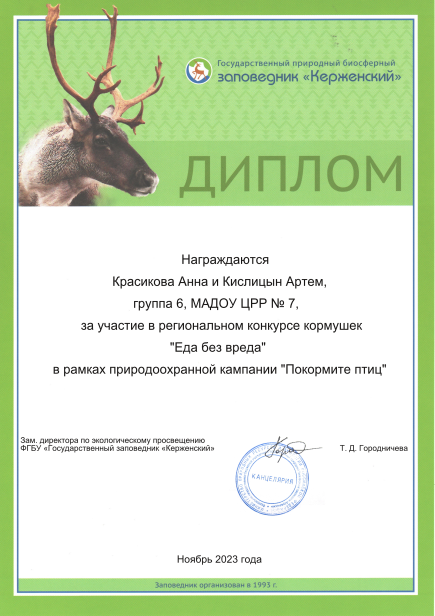 Государственный природный биосферный
заповедник «Керженский»
ДИПЛОМ
Награждаются
Красикова Анна и Кислицын Артем,
группа 6, МАДОУ ЦРР № 7,
за участие в региональном конкурсе кормушек
"Еда без вреда"
в рамках природоохранной кампании "Покормите птиц"
Зам. директора по экологическому просвещению
ФГБУ «Государственный заповедник «Керженский»
Т. Д. Городничева
КАНЦЕЛЯРИЯ
Ноябрь 2023 года
Заповедник организован в 1993 г.